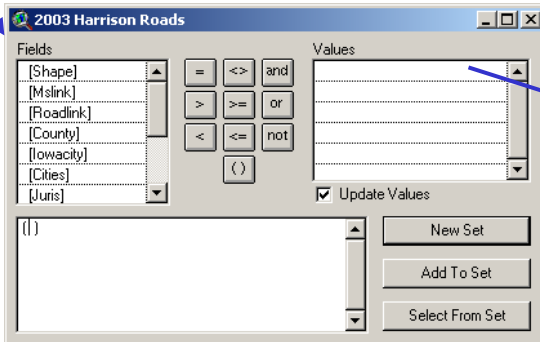 2003 Harrison Roads
Fields
Values
[Shape]
[Mslink]
[Roadlink]
[County]
[Iowacity]
[Cities]
[Juris]
= <> and
> >= or
< <= not
( )
Update Values
( )
New Set
Add To Set
Select From Set